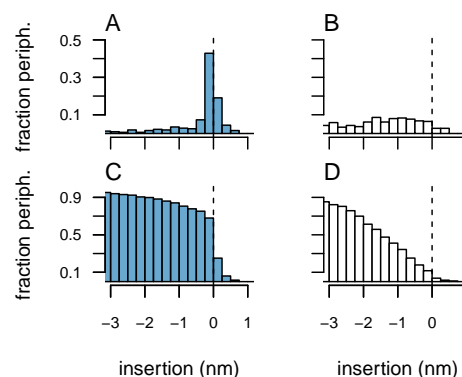 A
B
fraction periph.
0.5
0.3
0.1
C
D
fraction periph.
0.9
0.5
0.1
−3 −2 −1 0 1
−3 −2 −1 0
insertion (nm)
insertion (nm)